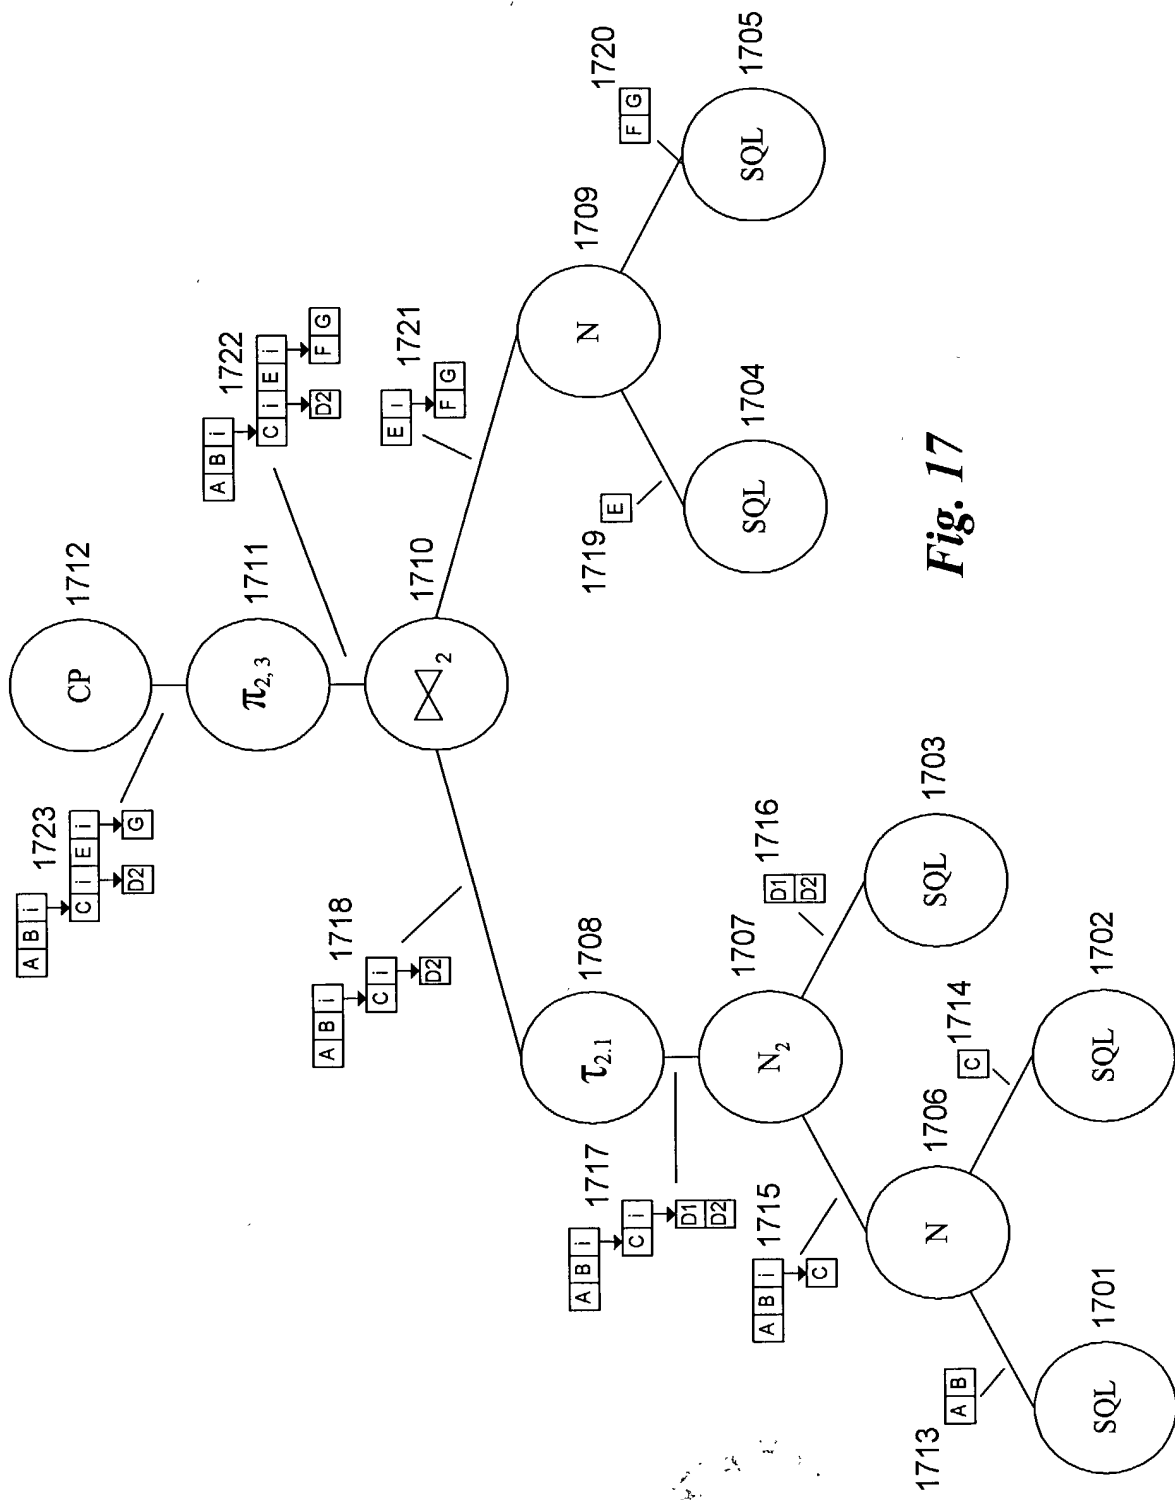 CP 1712
A B i
1723
C i E i
D2 G
π2, 3 1711
A B i
1722
C i E i
D2 F G
⋈2 1710
A B i
1718
C i
D2
E i
1721
F G
τ2.1 1708
N 1709
A B i
1717
C i
D1
D2
1719 E
F G
1720
N2 1707
SQL 1704
SQL 1705
A B i
1715
C
D1
D2
1716
N 1706
SQL 1703
1713
A B
C
1714
SQL 1701
SQL 1702
Fig. 17